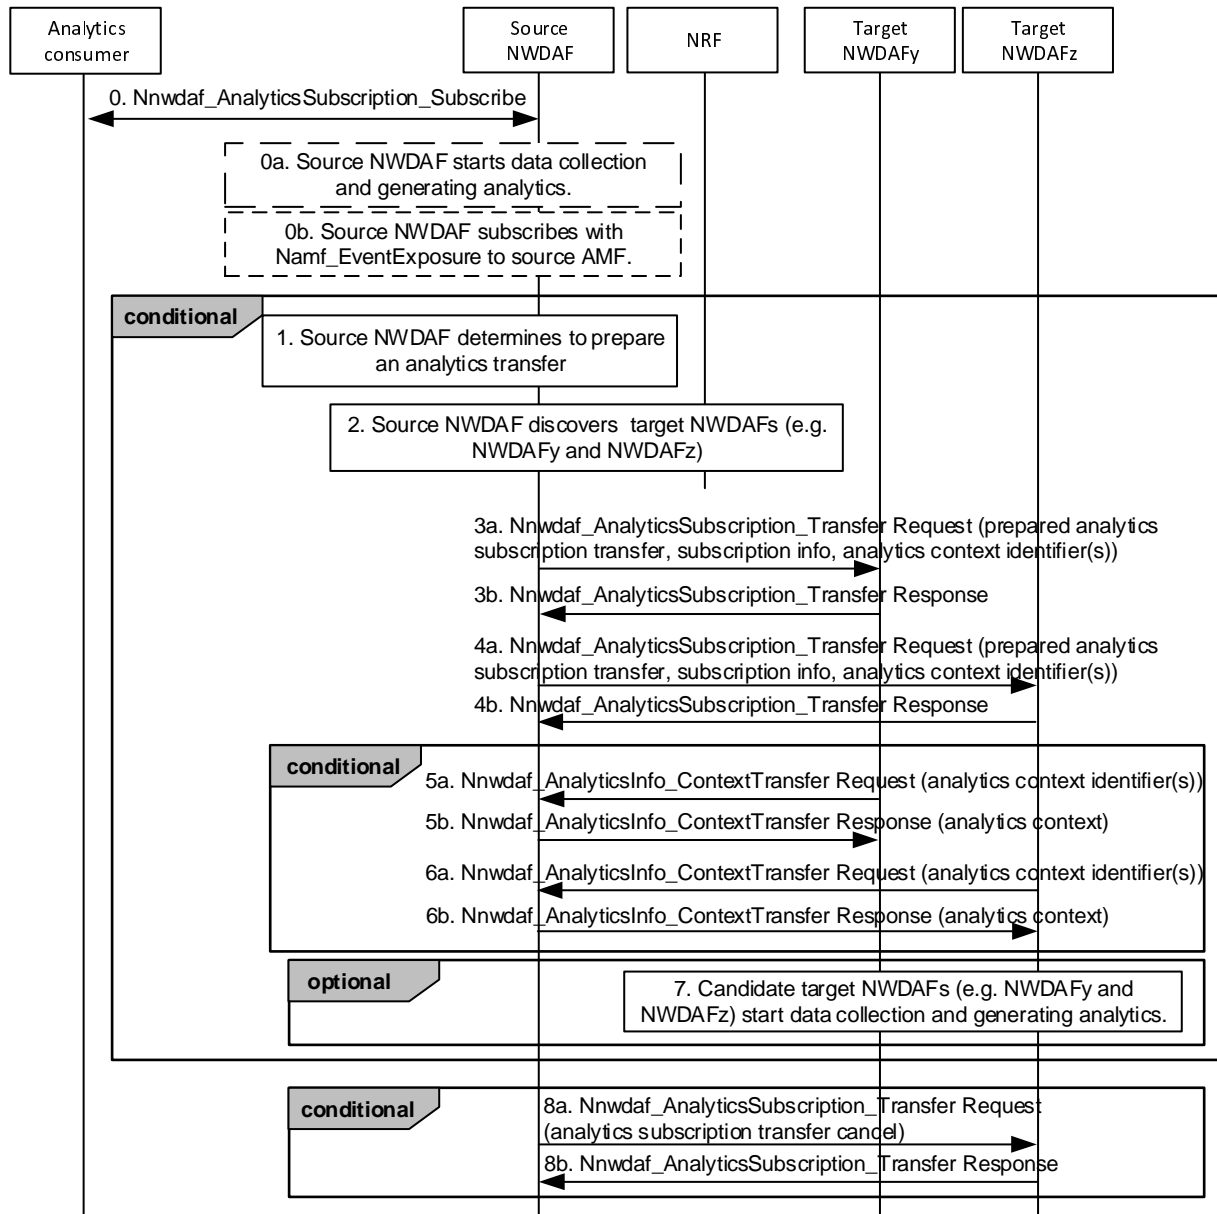 Analytics
consumer
Source
NWDAF
NRF
Target
NWDAFy
Target
NWDAFz
0. Nnwdaf_AnalyticsSubscription_Subscribe
0a. Source NWDAF starts data collection
and generating analytics.
0b. Source NWDAF subscribes with
Namf_EventExposure to source AMF.
conditional
1. Source NWDAF determines to prepare
an analytics transfer
2. Source NWDAF discovers target NWDAFs (e.g.
NWDAFy and NWDAFz)
3a. Nnwdaf_AnalyticsSubscription_Transfer Request (prepared analytics
subscription transfer, subscription info, analytics context identifier(s))
3b. Nnwdaf_AnalyticsSubscription_Transfer Response
4a. Nnwdaf_AnalyticsSubscription_Transfer Request (prepared analytics
subscription transfer, subscription info, analytics context identifier(s))
4b. Nnwdaf_AnalyticsSubscription_Transfer Response
conditional
5a. Nnwdaf_AnalyticsInfo_ContextTransfer Request (analytics context identifier(s))
5b. Nnwdaf_AnalyticsInfo_ContextTransfer Response (analytics context)
6a. Nnwdaf_AnalyticsInfo_ContextTransfer Request (analytics context identifier(s))
6b. Nnwdaf_AnalyticsInfo_ContextTransfer Response (analytics context)
optional
7. Candidate target NWDAFs (e.g. NWDAFy and
NWDAFz) start data collection and generating analytics.
conditional
8a. Nnwdaf_AnalyticsSubscription_Transfer Request
(analytics subscription transfer cancel)
8b. Nnwdaf_AnalyticsSubscription_Transfer Response